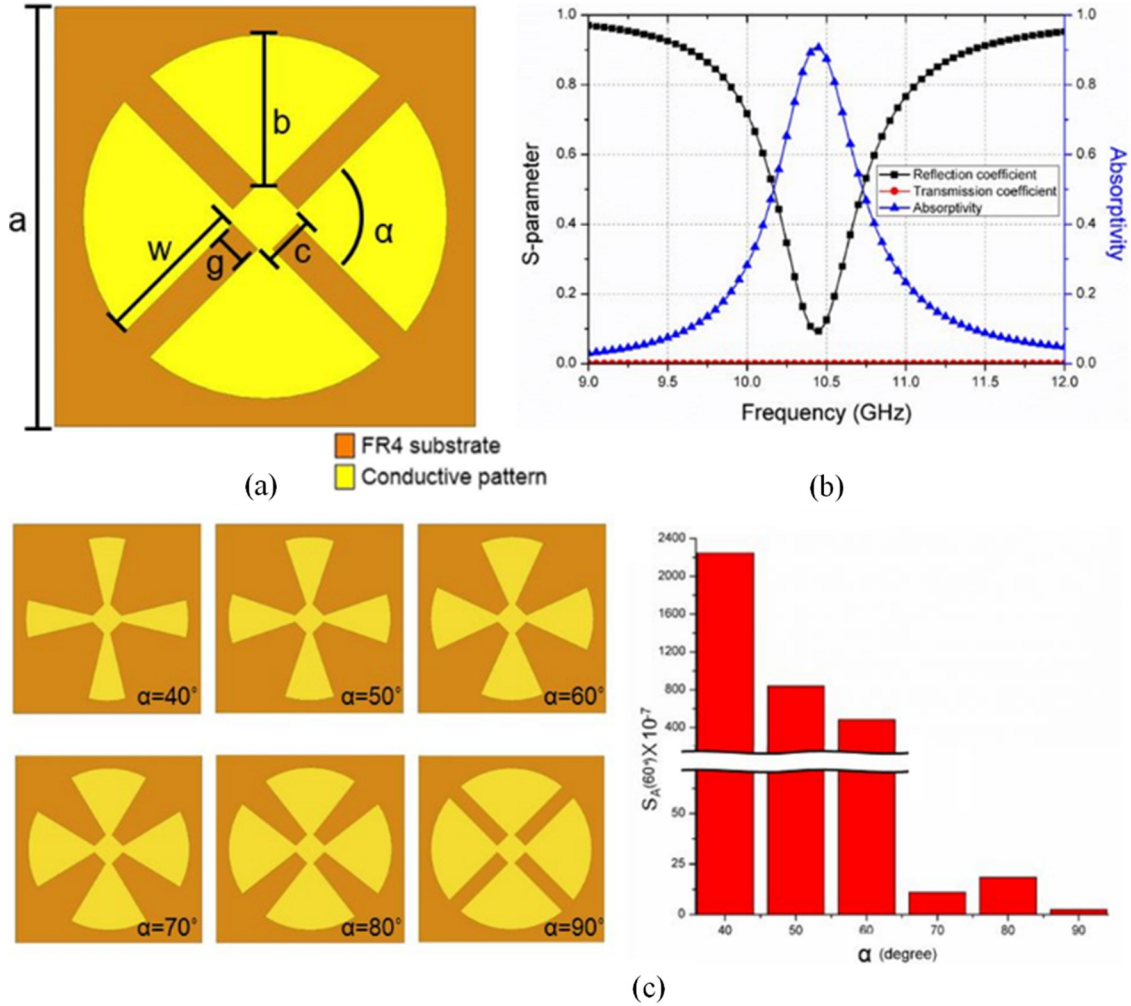 a
b
α
w
g
c
FR4 substrate
Conductive pattern
(a)
1.0
0.8
0.6
0.4
0.2
0.0
S-parameter
1.0
0.8
0.6
0.4
0.2
0.0
Absorptivity
Reflection coefficient
Transmission coefficient
Absorptivity
9.0 9.5 10.0 10.5 11.0 11.5 12.0
Frequency (GHz)
(b)
α=40°
α=50°
α=60°
α=70°
α=80°
α=90°
2400
2200
1600
1200
800
400
50
25
0
S_A(60°)X10^-7
40 50 60 70 80 90
α (degree)
(c)